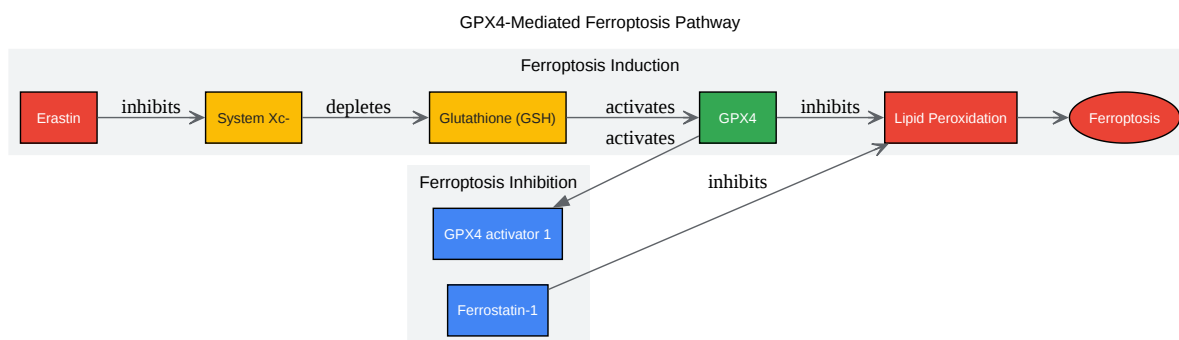 GPX4-Mediated Ferroptosis Pathway
Ferroptosis Induction
Erastin
inhibits
System Xc-
depletes
Glutathione (GSH)
activates
GPX4
inhibits
Lipid Peroxidation
Ferroptosis
activates
Ferroptosis Inhibition
inhibits
GPX4 activator 1
Ferrostatin-1